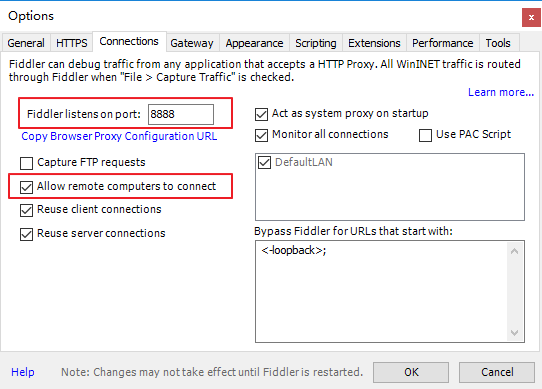 Options
x
General HTTPS Connections Gateway Appearance Scripting Extensions Performance Tools
Fiddler can debug traffic from any application that accepts a HTTP Proxy. All WinINET traffic is routed
through Fiddler when "File > Capture Traffic" is checked.
Learn more...
Fiddler listens on port: 8888
Copy Browser Proxy Configuration URL
Capture FTP requests
Allow remote computers to connect
Reuse client connections
Reuse server connections
Act as system proxy on startup
Monitor all connections Use PAC Script
DefaultLAN
Bypass Fiddler for URLs that start with:
<-loopback>;
Help Note: Changes may not take effect until Fiddler is restarted. OK Cancel